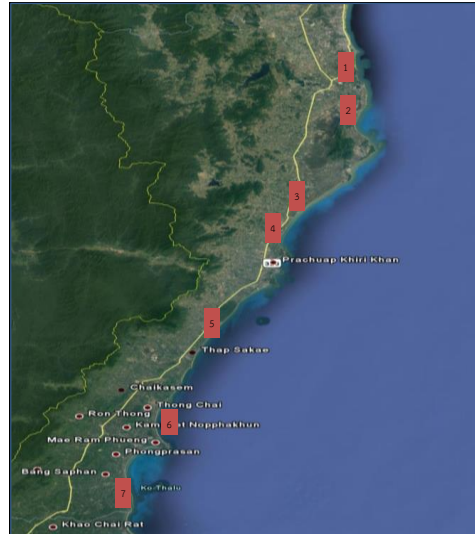 1
2
3
4
Prachuap Khiri Khan
5
Thap Sakae
Chaikasem
Thong Chai
Ron Thong
6
Mae Ram Phueng
Phongprasan
Bang Saphan
Ko Thalu
7
Khao Chai Rat